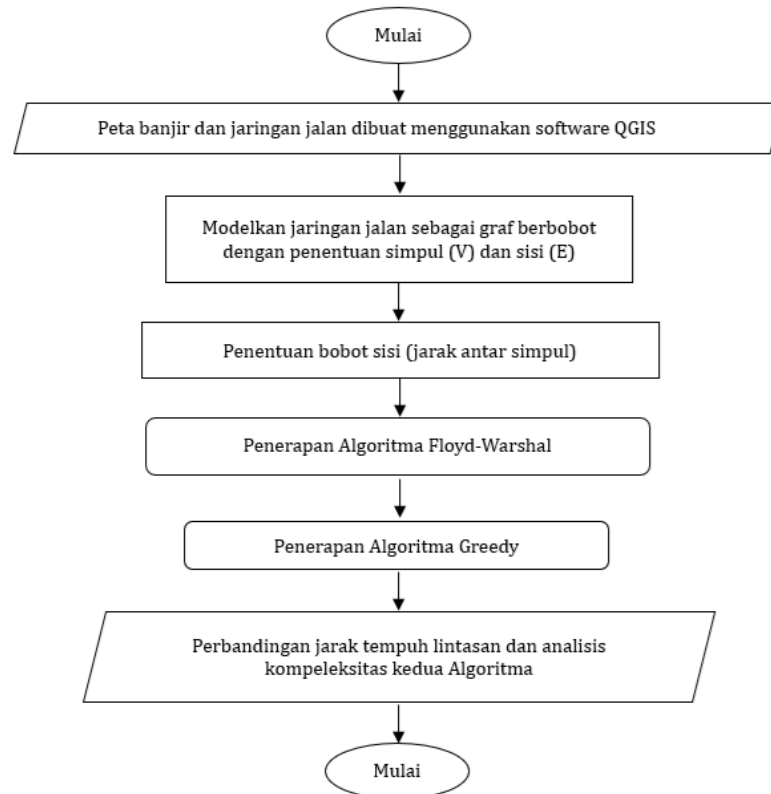 Mulai
Peta banjir dan jaringan jalan dibuat menggunakan software QGIS
Modelkan jaringan jalan sebagai graf berbobot
dengan penentuan simpul (V) dan sisi (E)
Penentuan bobot sisi (jarak antar simpul)
Penerapan Algoritma Floyd-Warshal
Penerapan Algoritma Greedy
Perbandingan jarak tempuh lintasan dan analisis
kompeleksitas kedua Algoritma
Mulai